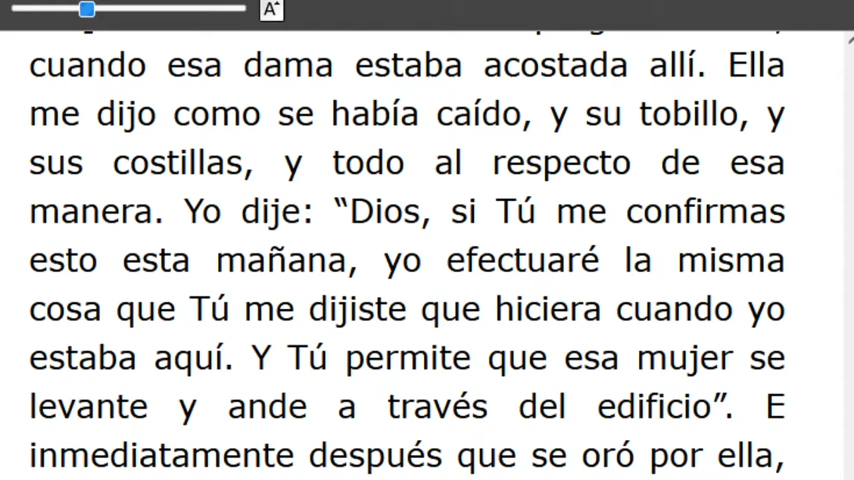 A
cuando esa dama estaba acostada allí. Ella
me dijo como se había caído, y su tobillo, y
sus costillas, y todo al respecto de esa
manera. Yo dije: “Dios, si Tú me confirmas
esto esta mañana, yo efectuaré la misma
cosa que Tú me dijiste que hiciera cuando yo
estaba aquí. Y Tú permite que esa mujer se
levante y ande a través del edificio”. E
inmediatamente después que se oró por ella,